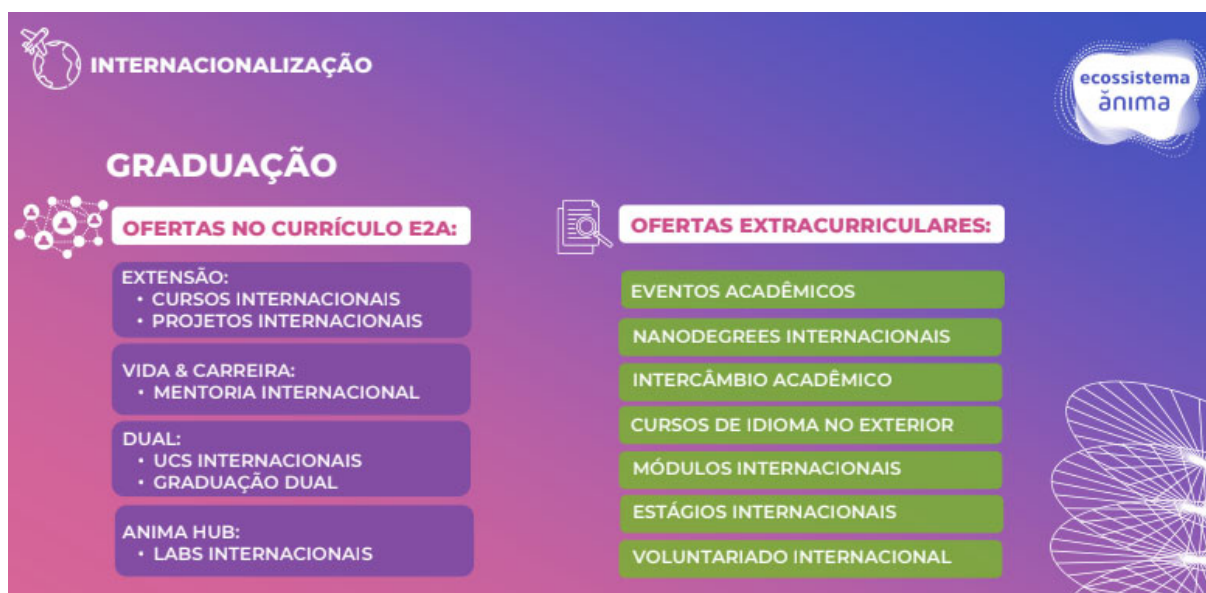 INTERNACIONALIZAÇÃO
ecossistema
ănıma
GRADUAÇÃO
OFERTAS NO CURRÍCULO E2A:
EXTENSÃO:
• CURSOS INTERNACIONAIS
• PROJETOS INTERNACIONAIS
VIDA & CARREIRA:
• MENTORIA INTERNACIONAL
DUAL:
• UCS INTERNACIONAIS
• GRADUAÇÃO DUAL
ANIMA HUB:
• LABS INTERNACIONAIS
OFERTAS EXTRACURRICULARES:
EVENTOS ACADÊMICOS
NANODEGREES INTERNACIONAIS
INTERCÂMBIO ACADÊMICO
CURSOS DE IDIOMA NO EXTERIOR
MÓDULOS INTERNACIONAIS
ESTÁGIOS INTERNACIONAIS
VOLUNTARIADO INTERNACIONAL